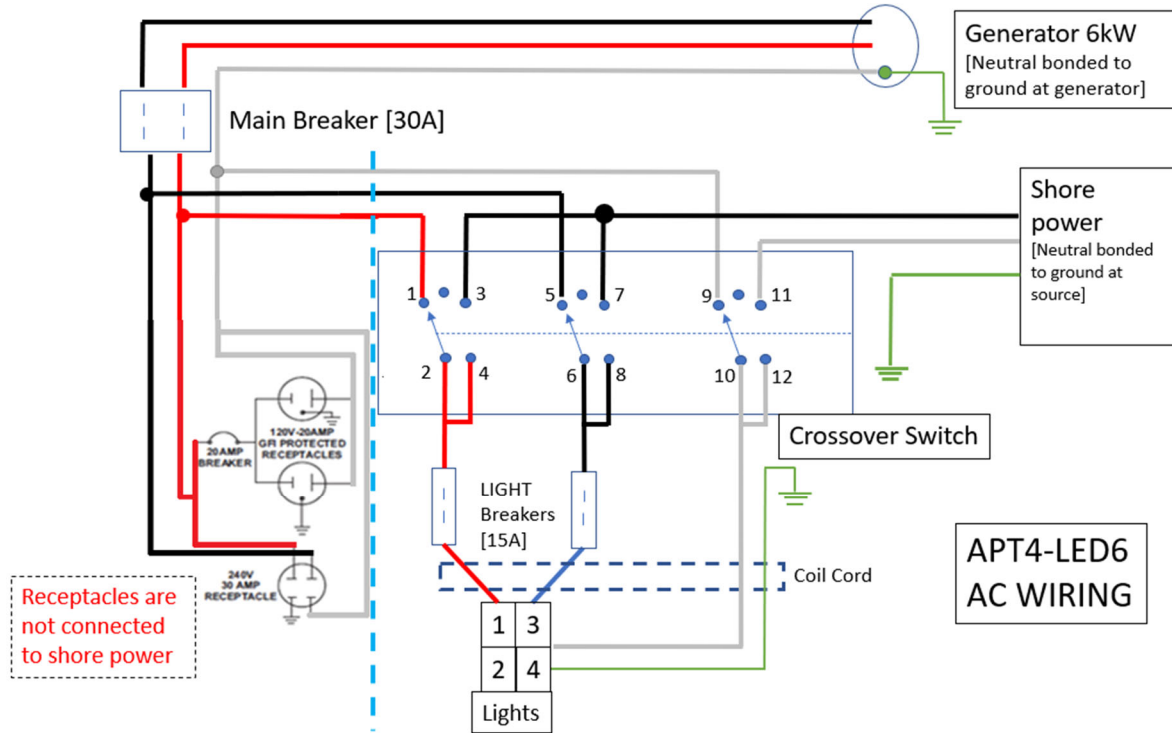 Generator 6kW
[Neutral bonded to
ground at generator]
Main Breaker [30A]
Shore
power
[Neutral bonded
to ground at
source]
1
3
5
7
9
11
2
4
6
8
10
12
Crossover Switch
120V-20AMP
GFI PROTECTED
RECEPTACLES
20AMP
BREAKER
LIGHT
Breakers
[15A]
240V
30 AMP
RECEPTACLE
Coil Cord
APT4-LED6
AC WIRING
Receptacles are
not connected
to shore power
1 3
2 4
Lights